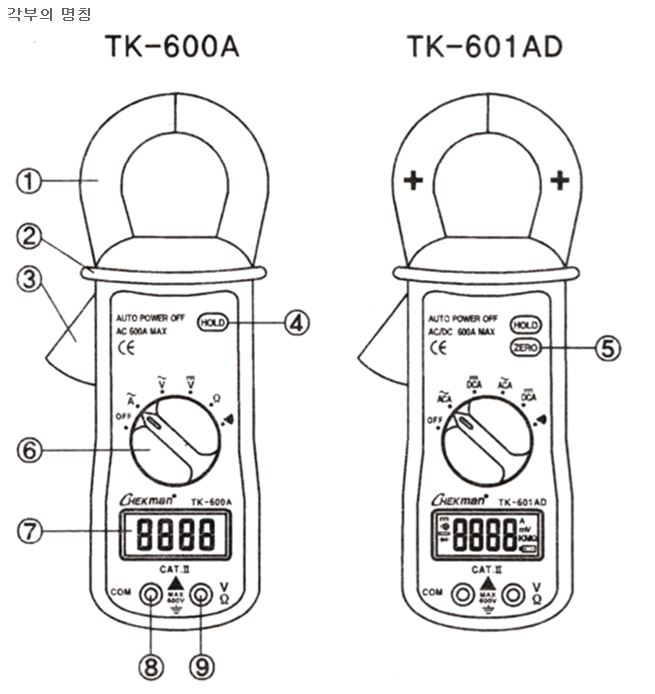 각부의 명칭
TK-600A
TK-601AD
①
②
③
AUTO POWER OFF
AC 600A MAX
HOLD
④
CE
OFF
~
A
~
V
V
Ω
⑥
CHEKman® TK-600A
⑦
8888
CAT.II
COM
MAX
600V
V
Ω
⑧
⑨
+
+
AUTO POWER OFF
AC/DC 600A MAX
HOLD
CE
ZERO
⑤
OFF
~
ACA
DCA
~
ACA
DCA
CHEKman® TK-601AD
8888
A
mV
KMΩ
CAT.II
COM
MAX
600V
V
Ω